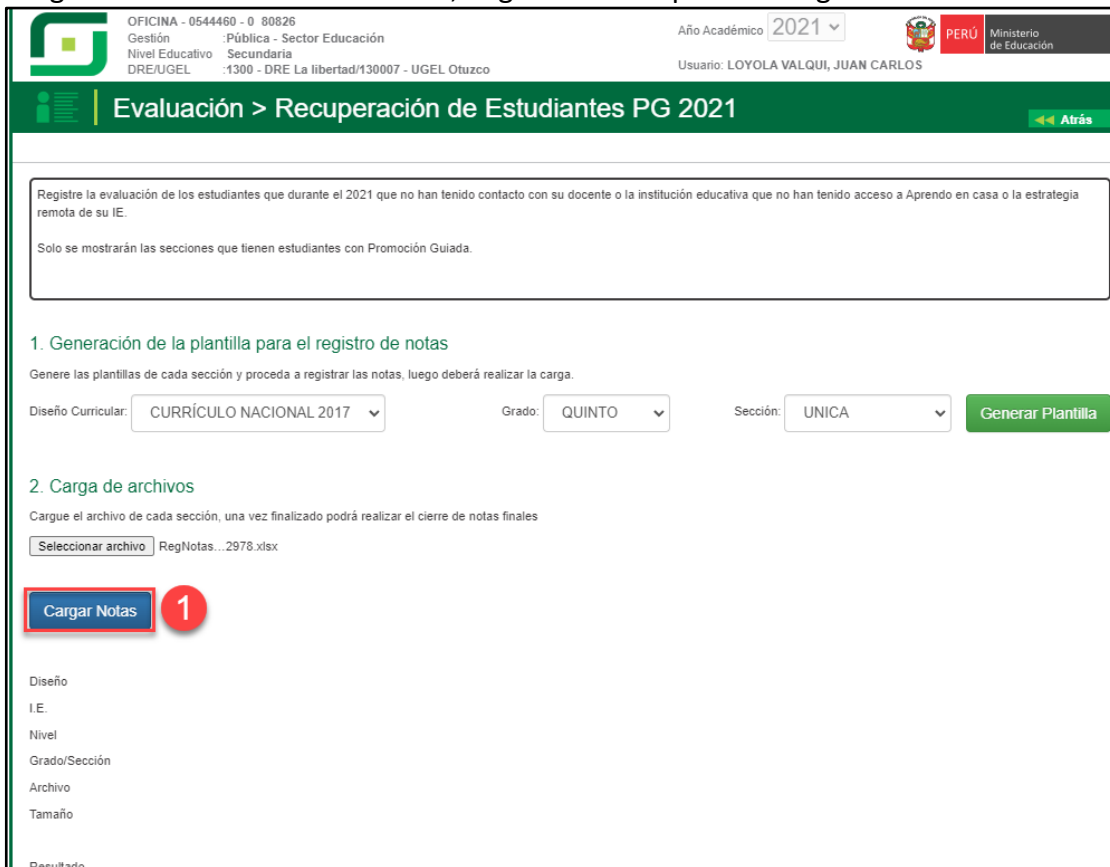 OFICINA - 0544460 - 0 80826
Gestión :Pública - Sector Educación
Nivel Educativo Secundaria
DRE/UGEL :1300 - DRE La libertad/130007 - UGEL Otuzco
Año Académico 2021
Usuario: LOYOLA VALQUI, JUAN CARLOS
PERÚ Ministerio
de Educación
Evaluación > Recuperación de Estudiantes PG 2021
Atrás
Registre la evaluación de los estudiantes que durante el 2021 que no han tenido contacto con su docente o la institución educativa que no han tenido acceso a Aprendo en casa o la estrategia
remota de su IE.
Solo se mostrarán las secciones que tienen estudiantes con Promoción Guiada.
1. Generación de la plantilla para el registro de notas
Genere las plantillas de cada sección y proceda a registrar las notas, luego deberá realizar la carga.
Diseño Curricular: CURRÍCULO NACIONAL 2017 Grado: QUINTO Sección: UNICA Generar Plantilla
2. Carga de archivos
Cargue el archivo de cada sección, una vez finalizado podrá realizar el cierre de notas finales
Seleccionar archivo RegNotas...2978.xlsx
Cargar Notas 1
Diseño
I.E.
Nivel
Grado/Sección
Archivo
Tamaño
Resultado